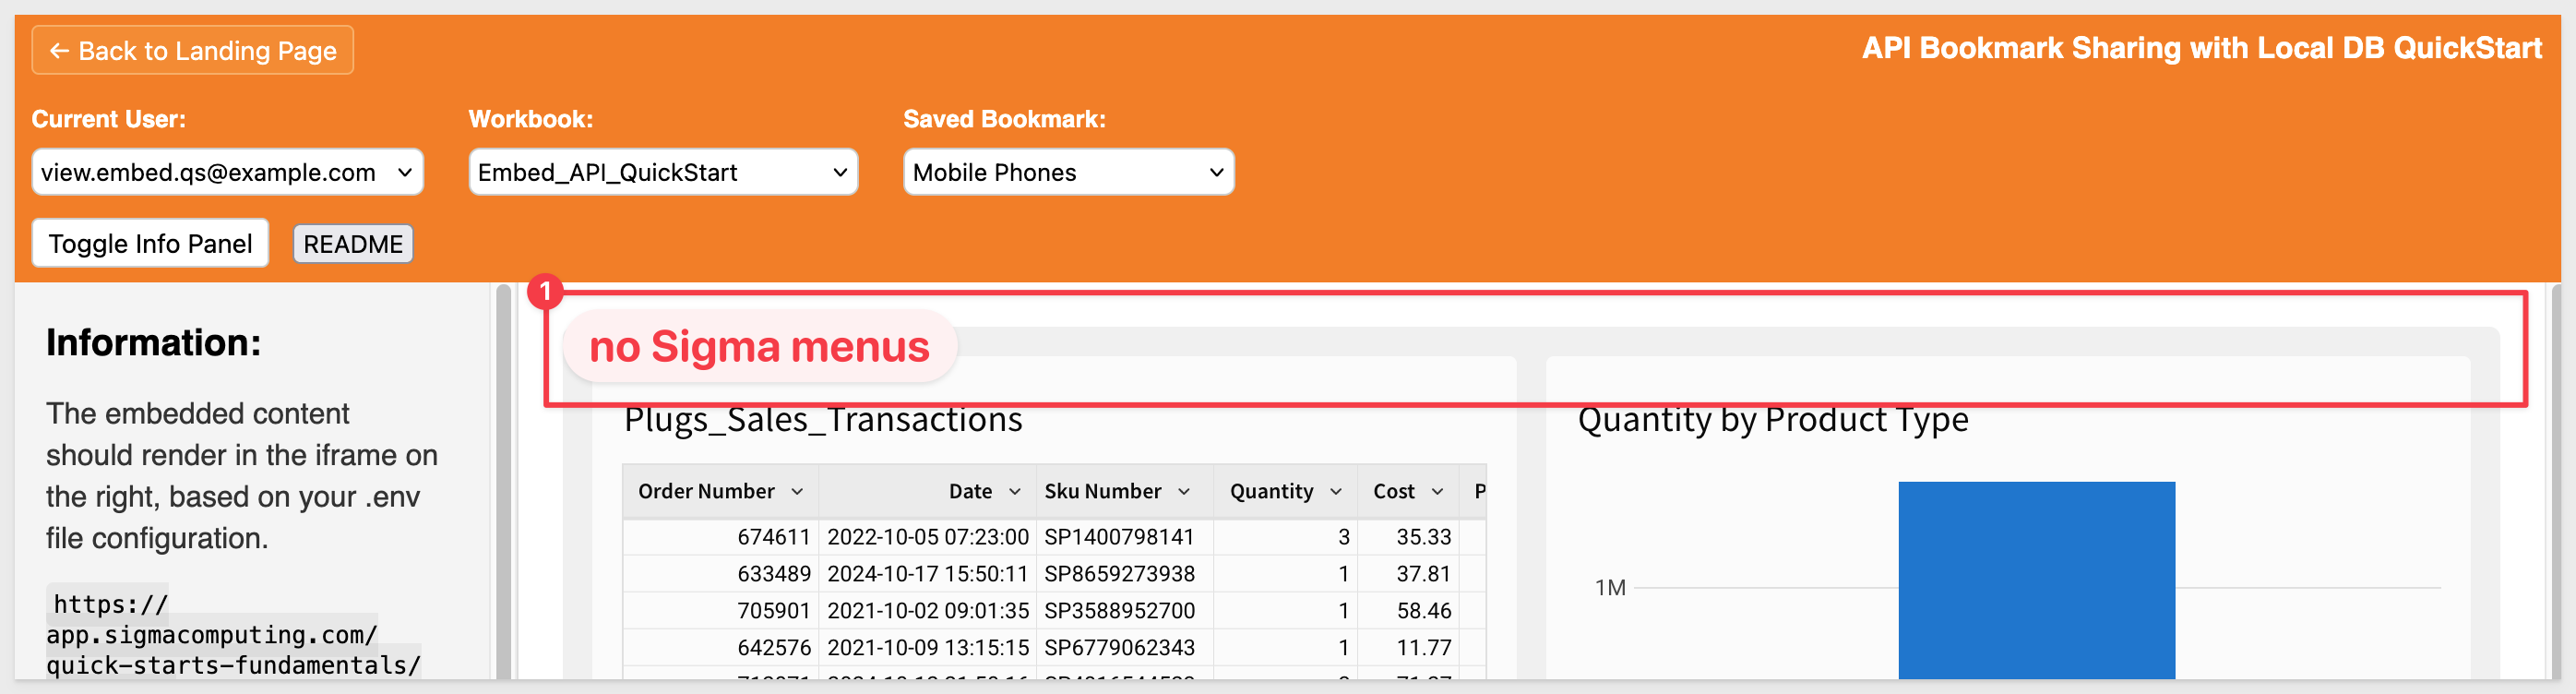 ← Back to Landing Page
API Bookmark Sharing with Local DB QuickStart
Current User:
Workbook:
Saved Bookmark:
view.embed.qs@example.com
Embed_API_QuickStart
Mobile Phones
Toggle Info Panel
README
1
no Sigma menus
Information:
The embedded content
should render in the iframe on
the right, based on your .env
file configuration.
https://
app.sigmacomputing.com/
quick-starts-fundamentals/
Plugs_Sales_Transactions
Order Number Date Sku Number Quantity Cost P
674611 2022-10-05 07:23:00 SP1400798141 3 35.33
633489 2024-10-17 15:50:11 SP8659273938 1 37.81
705901 2021-10-02 09:01:35 SP3588952700 1 58.46
642576 2021-10-09 13:15:15 SP6779062343 1 11.77
Quantity by Product Type
1M